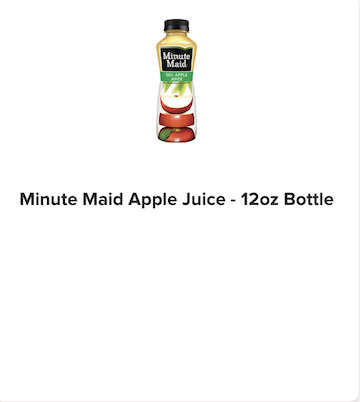 Minute
Maid
100% APPLE
JUICE
Minute Maid Apple Juice - 12oz Bottle